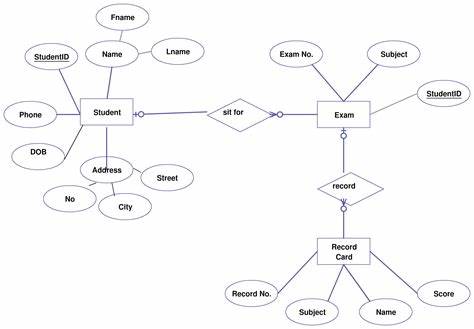 Fname
Name
Lname
StudentID
Exam No.
Subject
StudentID
Phone
Student
sit for
Exam
DOB
Address
Street
No
City
record
Record
Card
Record No.
Subject
Name
Score